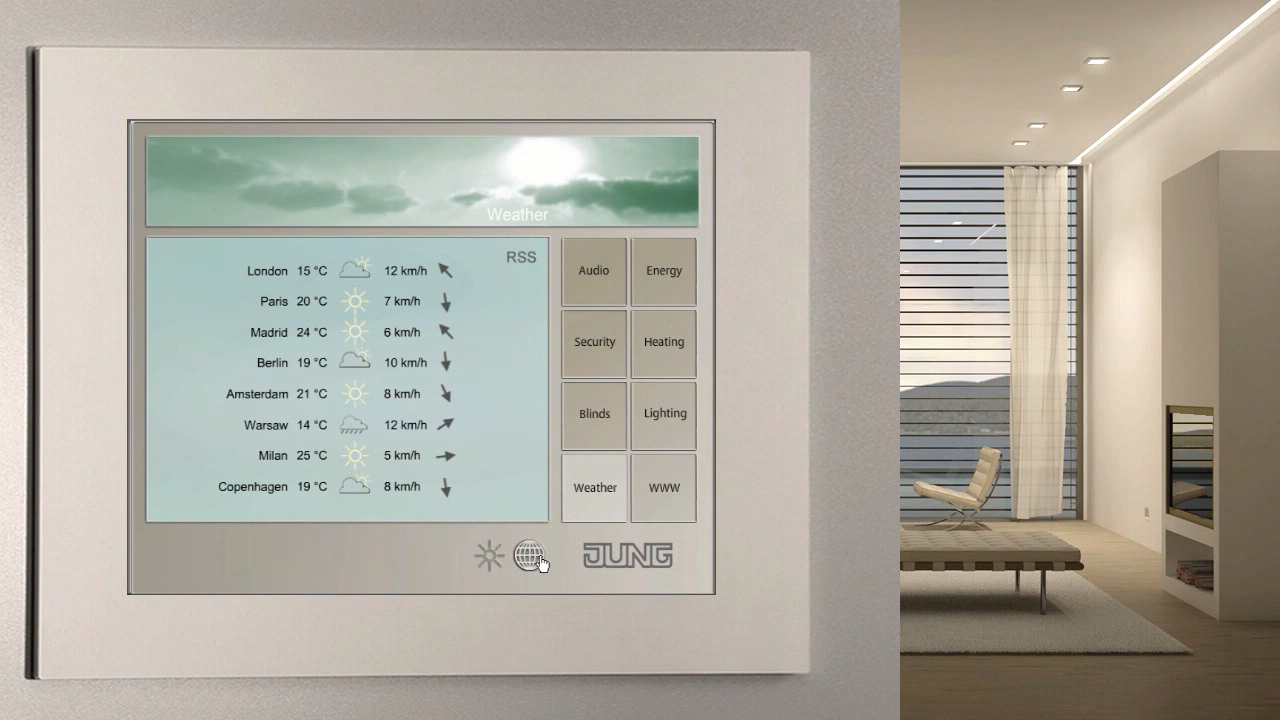 Weather
RSS
London 15 °C 12 km/h
Paris 20 °C 7 km/h
Madrid 24 °C 6 km/h
Berlin 19 °C 10 km/h
Amsterdam 21 °C 8 km/h
Warsaw 14 °C 12 km/h
Milan 25 °C 5 km/h
Copenhagen 19 °C 8 km/h
Audio Energy
Security Heating
Blinds Lighting
Weather WWW
JUNG